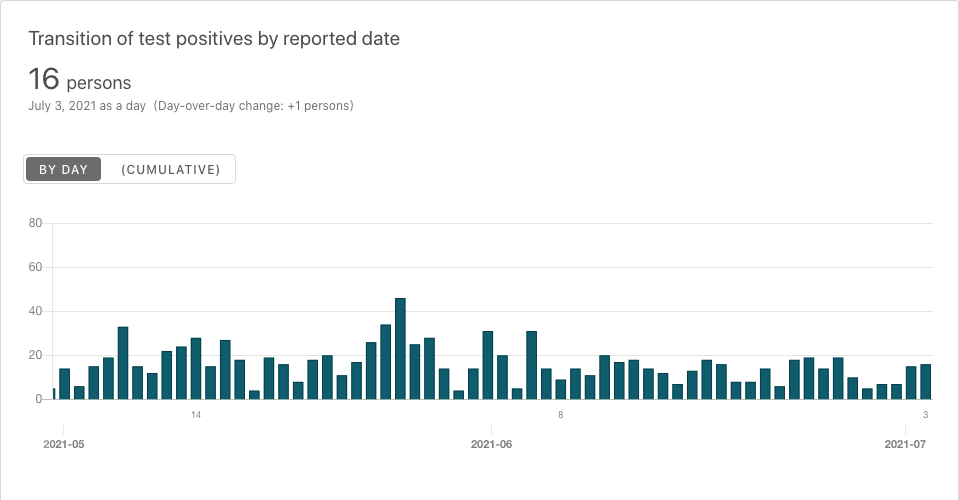 Transition of test positives by reported date
16 persons
July 3, 2021 as a day (Day-over-day change: +1 persons)
BY DAY (CUMULATIVE)
80
60
40
20
0
14 8 3
2021-05 2021-06 2021-07